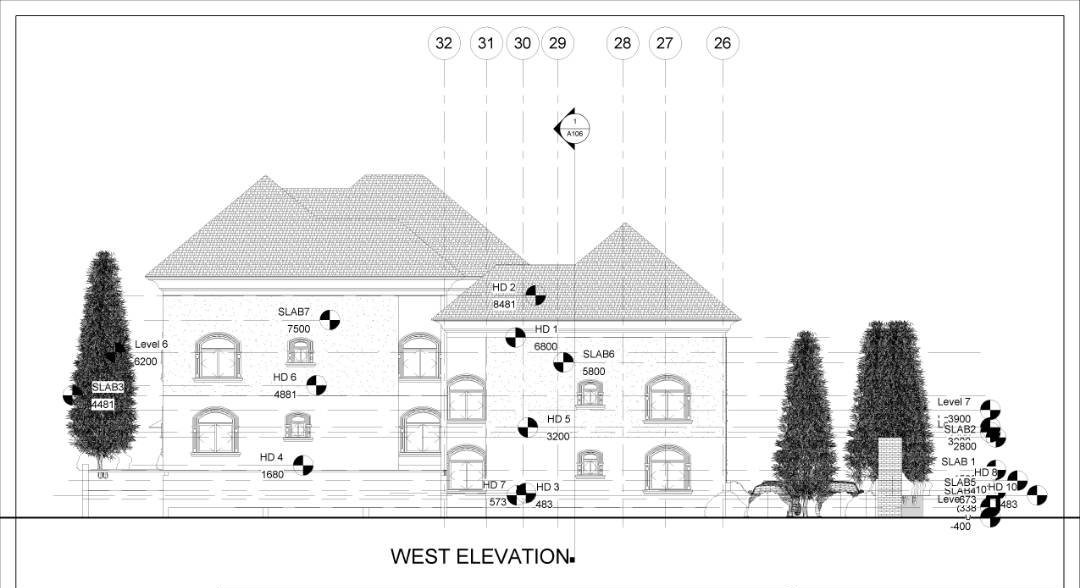 32 31 30 29 28 27 26
1
A106
HD 2
8481
SLAB7
7500
HD 1
6800
Level 6
6200
SLAB6
5800
HD 6
4881
SLAB3
4481
Level 7
3900
HD 5
3200
SLAB2
2800
HD 4
1680
SLAB 1
HD 8
HD 7
573
HD 3
483
SLAB5
SLAB4
HD 10
483
-400
WEST ELEVATION